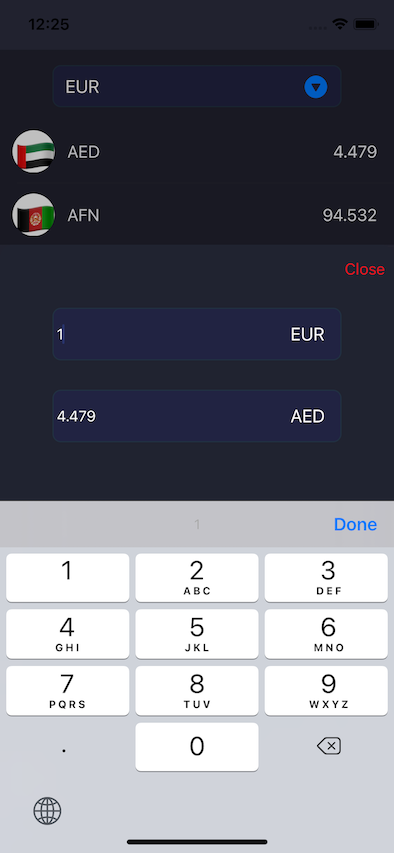 12:25
EUR
AED 4.479
AFN 94.532
Close
1 EUR
4.479 AED
1 Done
1 2 3
ABC DEF
4 5 6
GHI JKL MNO
7 8 9
PQRS TUV WXYZ
. 0